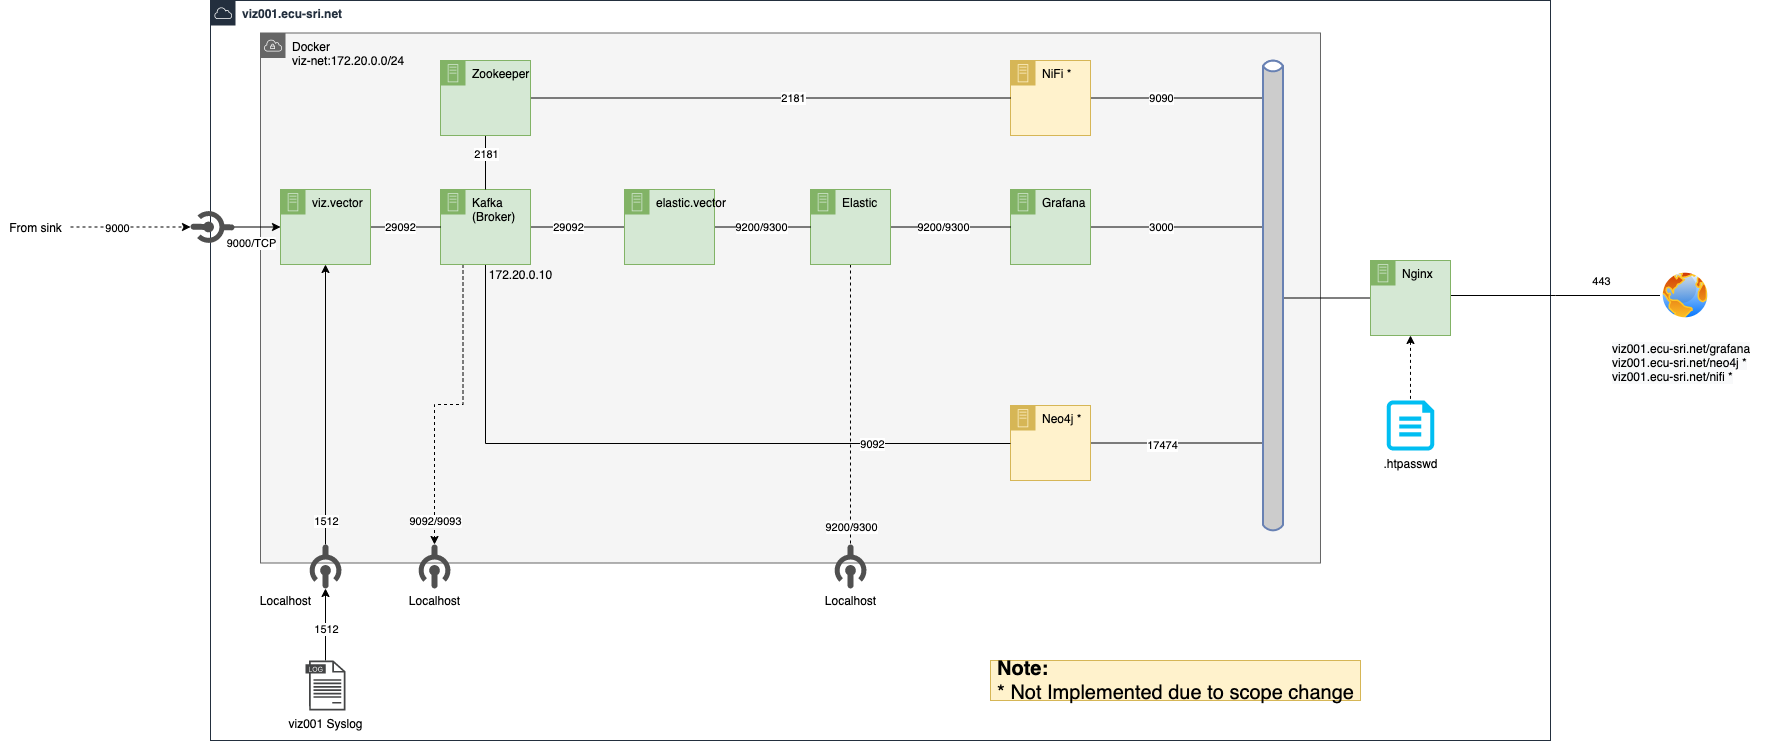 viz001.ecu-sri.net
Docker
viz-net:172.20.0.0/24
Zookeeper
2181
NiFi *
9090
2181
From sink
9000
9000/TCP
viz.vector
29092
Kafka
(Broker)
172.20.0.10
29092
elastic.vector
9200/9300
Elastic
9200/9300
Grafana
3000
Nginx
443
viz001.ecu-sri.net/grafana
viz001.ecu-sri.net/neo4j *
viz001.ecu-sri.net/nifi *
.htpasswd
Neo4j *
9092
17474
1512
9092/9093
9200/9300
Localhost
Localhost
Localhost
1512
LOG
viz001 Syslog
Note:
* Not Implemented due to scope change